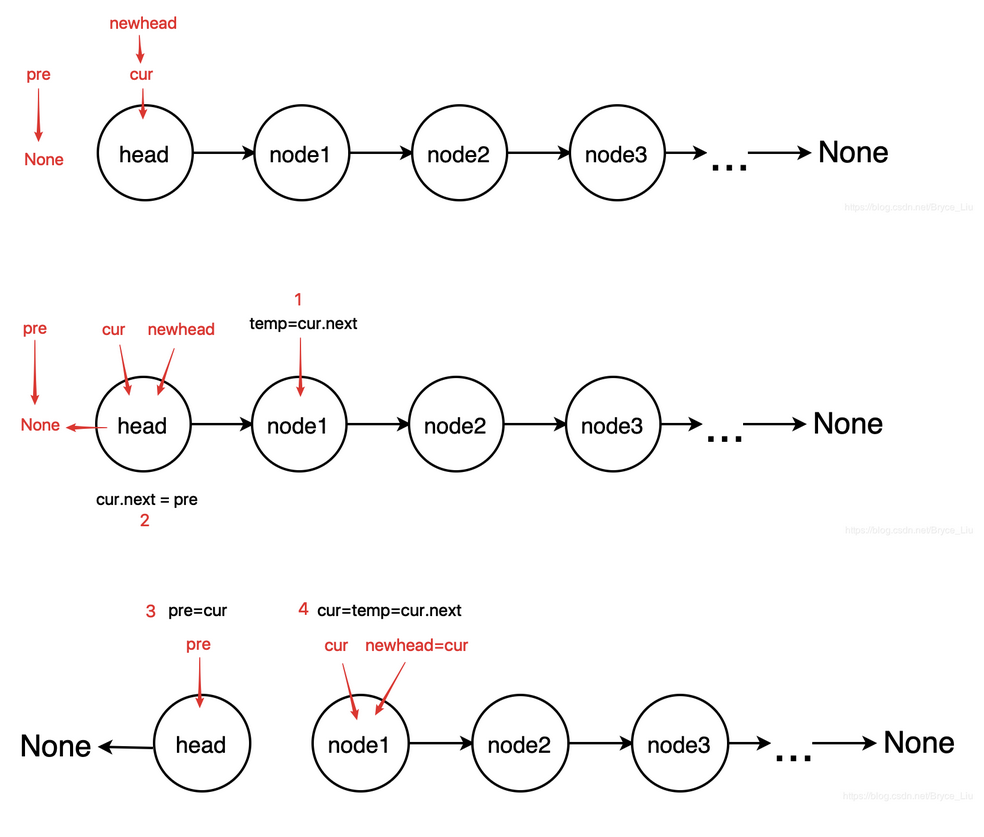 newhead
pre
cur
None
head
node1
node2
node3
...
None
https://blog.csdn.net/Bryce_Liu
1
pre
cur
newhead
temp=cur.next
None
head
node1
node2
node3
...
None
cur.next = pre
2
https://blog.csdn.net/Bryce_Liu
3 pre=cur
4 cur=temp=cur.next
pre
cur
newhead=cur
None
head
node1
node2
node3
...
None
https://blog.csdn.net/Bryce_Liu